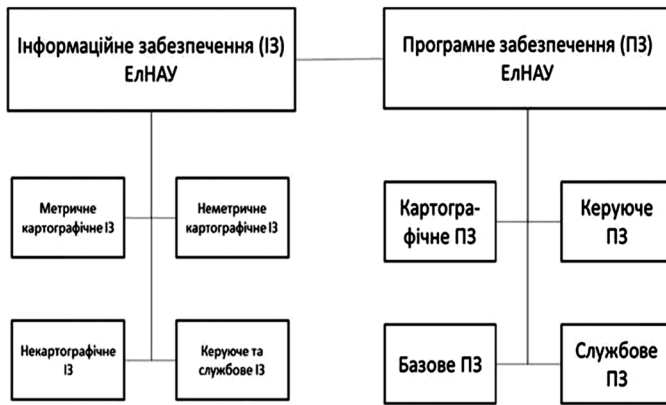 Інформаційне забезпечення (ІЗ)
ЕлНАУ
Програмне забезпечення (ПЗ)
ЕлНАУ
Метричне
картографічне ІЗ
Неметричне
картографічне ІЗ
Картогра-
фічне ПЗ
Керуюче
ПЗ
Некартографічне
ІЗ
Керуюче та
службове ІЗ
Базове ПЗ
Службове
ПЗ